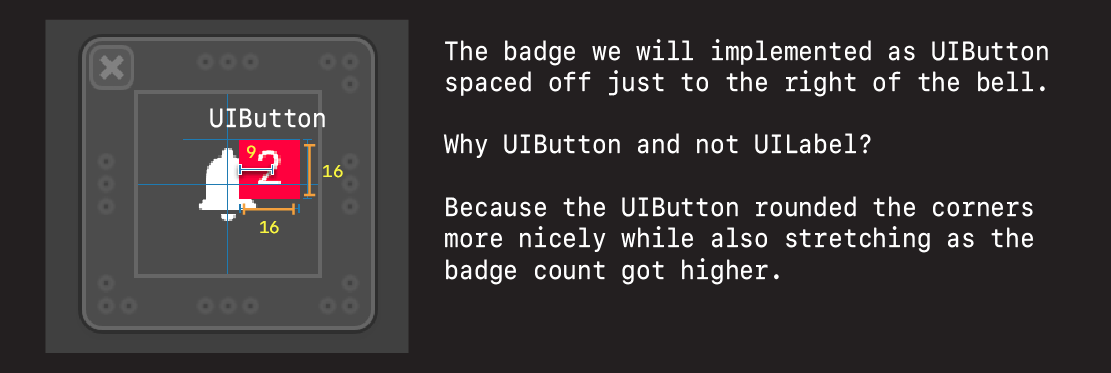 UIButton
9
2
16
16
The badge we will implemented as UIButton
spaced off just to the right of the bell.
Why UIButton and not UILabel?
Because the UIButton rounded the corners
more nicely while also stretching as the
badge count got higher.